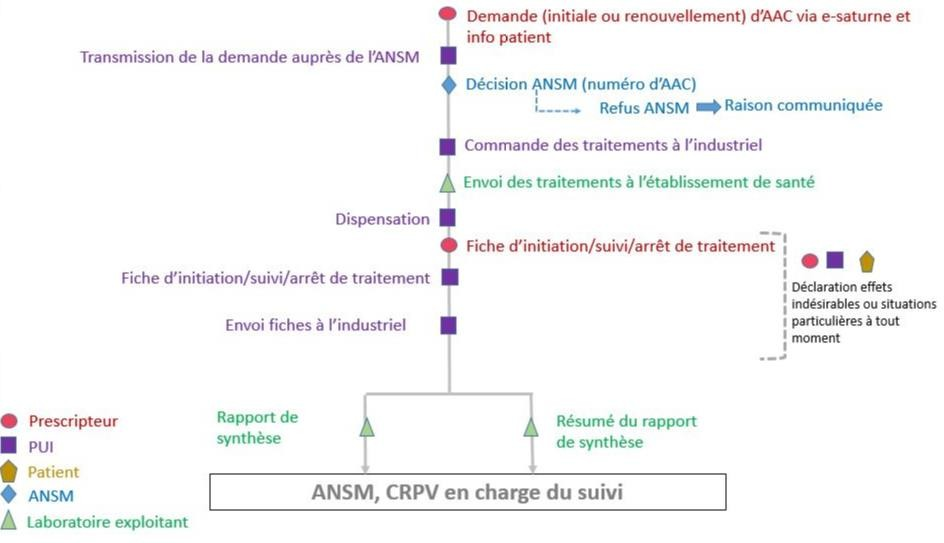 Demande (initiale ou renouvellement) d'AAC via e-saturne et
info patient
Transmission de la demande auprès de l'ANSM
Décision ANSM (numéro d'AAC)
Refus ANSM
Raison communiquée
Commande des traitements à l'industriel
Envoi des traitements à l'établissement de santé
Dispensation
Fiche d'initiation/suivi/arrêt de traitement
Fiche d'initiation/suivi/arrêt de traitement
Déclaration effets
indésirables ou situations
particulières à tout
moment
Envoi fiches à l'industriel
Rapport de
synthèse
Résumé du rapport
de synthèse
ANSM, CRPV en charge du suivi
Prescripteur
PUI
Patient
ANSM
Laboratoire exploitant